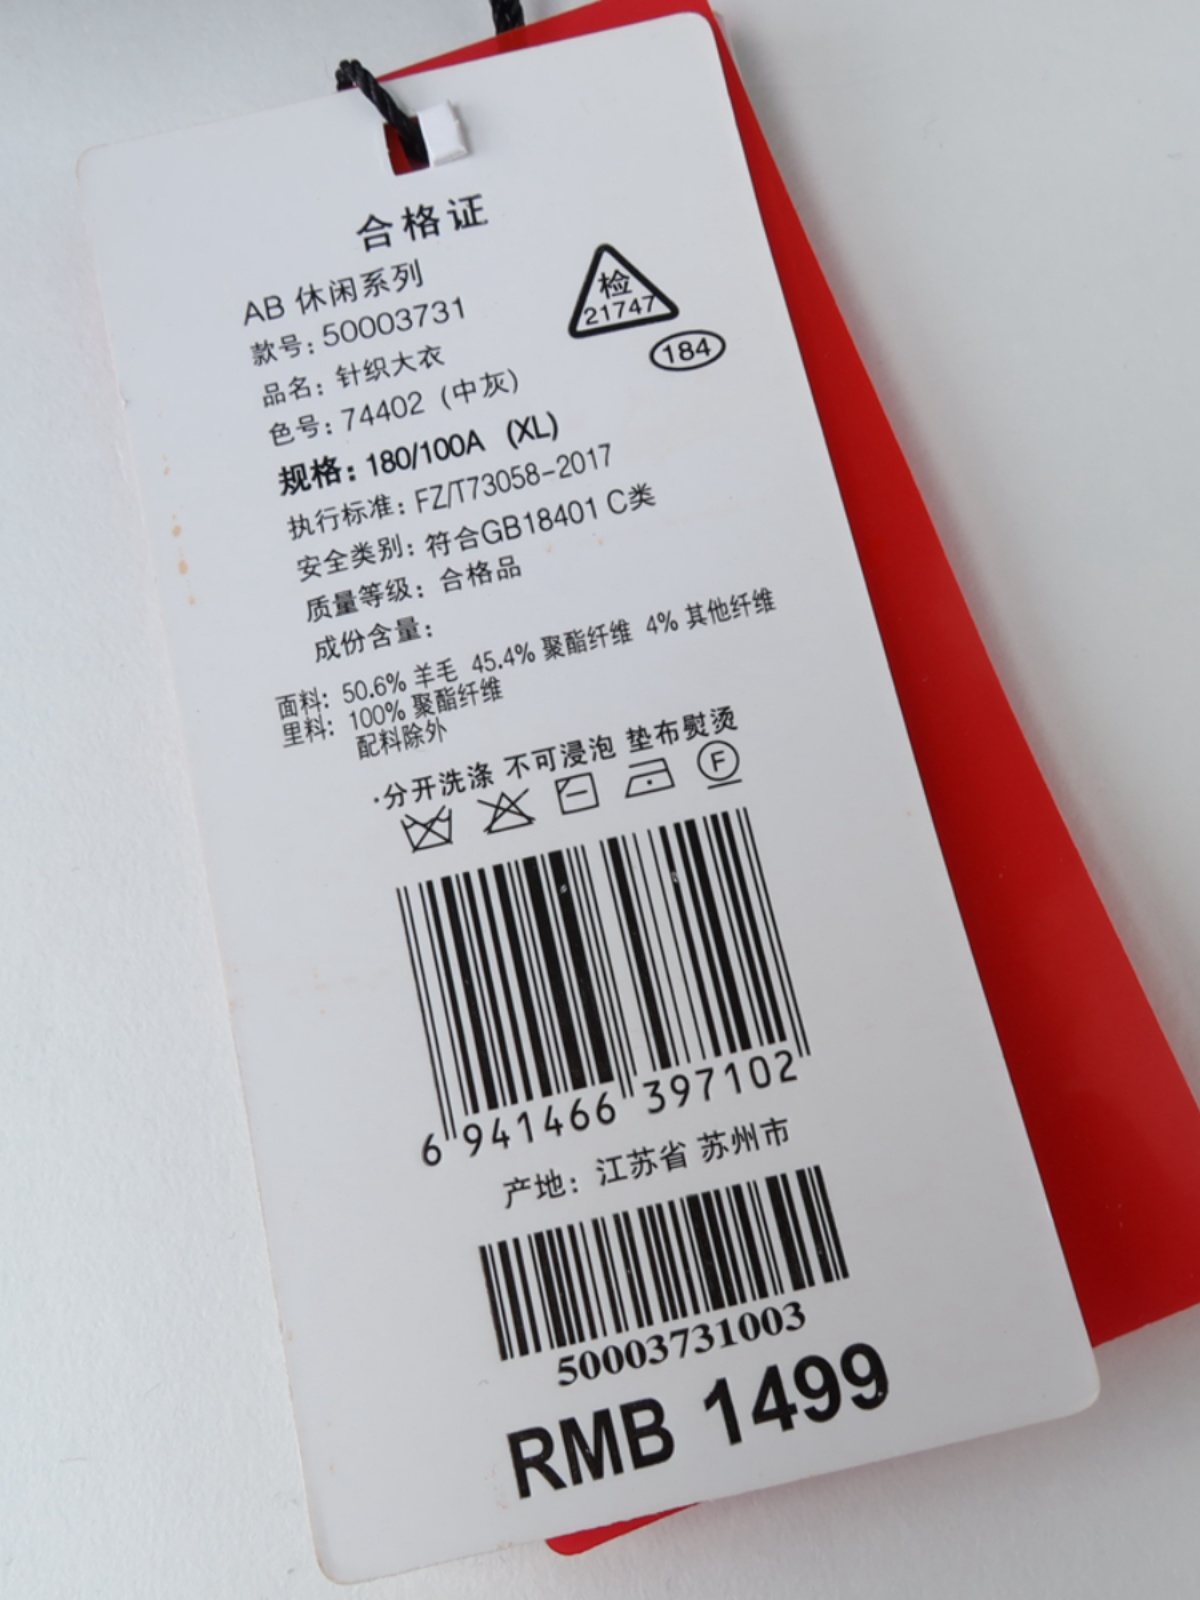 合格证
AB 休闲系列
款号: 50003731
检
21747
184
品名: 针织大衣
色号: 74402 (中灰)
规格: 180/100A (XL)
执行标准: FZ/T73058-2017
安全类别: 符合GB18401 C类
质量等级: 合格品
成份含量:
面料: 50.6% 羊毛 45.4% 聚酯纤维 4% 其他纤维
里料: 100% 聚酯纤维
配料除外
·分开洗涤 不可浸泡 垫布熨烫
F
6 941466 397102
产地: 江苏省 苏州市
50003731003
RMB 1499